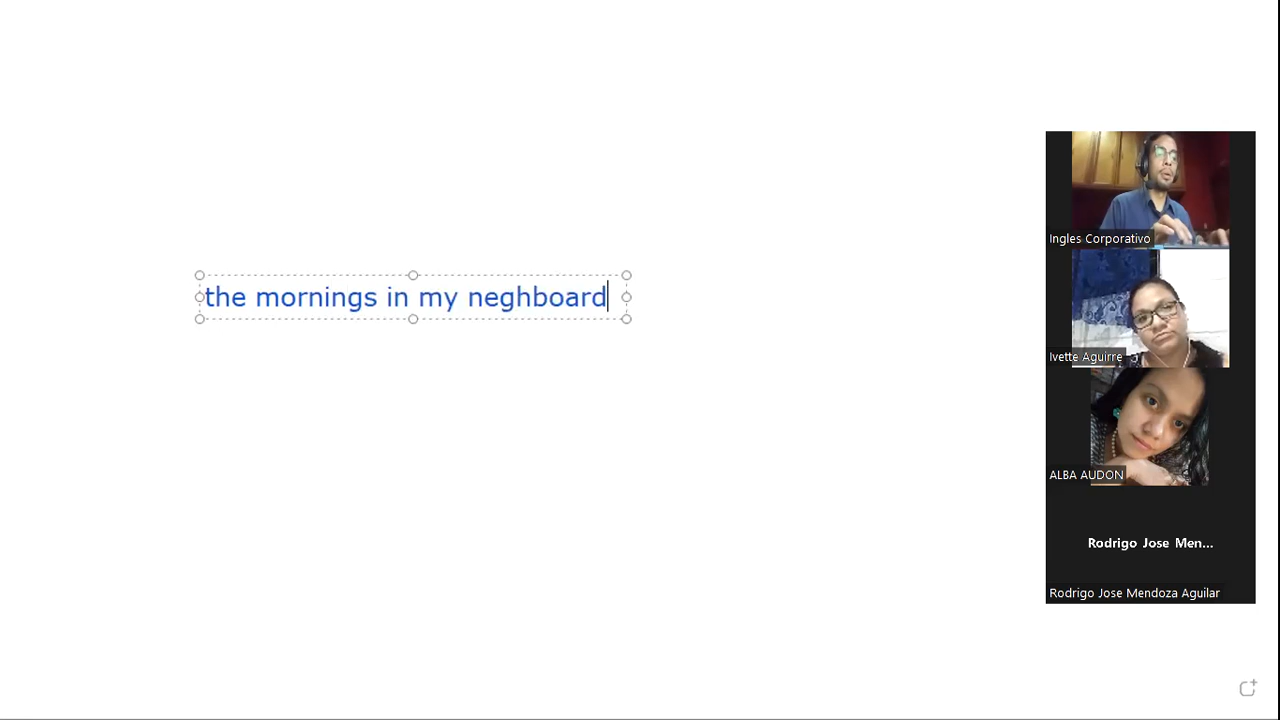 the mornings in my neghboard
Ingles Corporativo
Ivette Aguirre
ALBA AUDON
Rodrigo Jose Men...
Rodrigo Jose Mendoza Aguilar